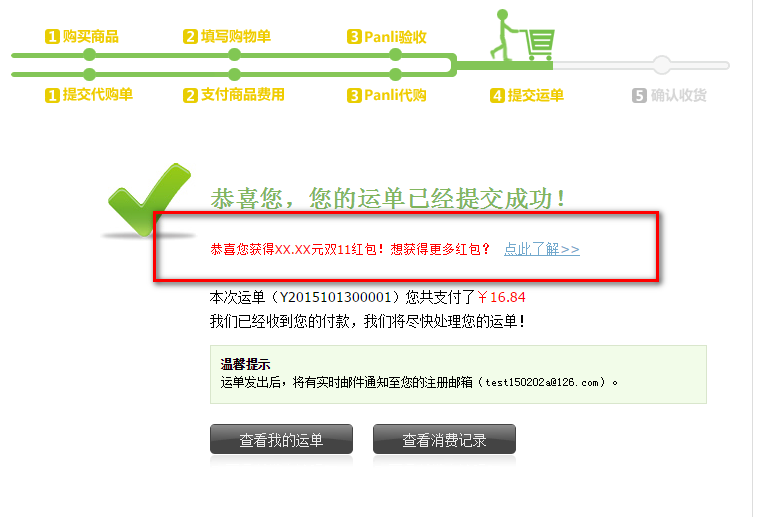 1 购买商品 2 填写购物单 3 Panli验收
1 提交代购单 2 支付商品费用 3 Panli代购 4 提交运单 5 确认收货
恭喜您，您的运单已经提交成功！
恭喜您获得XX.XX元双11红包！想获得更多红包？ 点此了解>>
本次运单（Y2015101300001）您共支付了￥16.84
我们已经收到您的付款，我们将尽快处理您的运单！
温馨提示
运单发出后，将有实时邮件通知至您的注册邮箱（test150202a@126.com）。
查看我的运单 查看消费记录